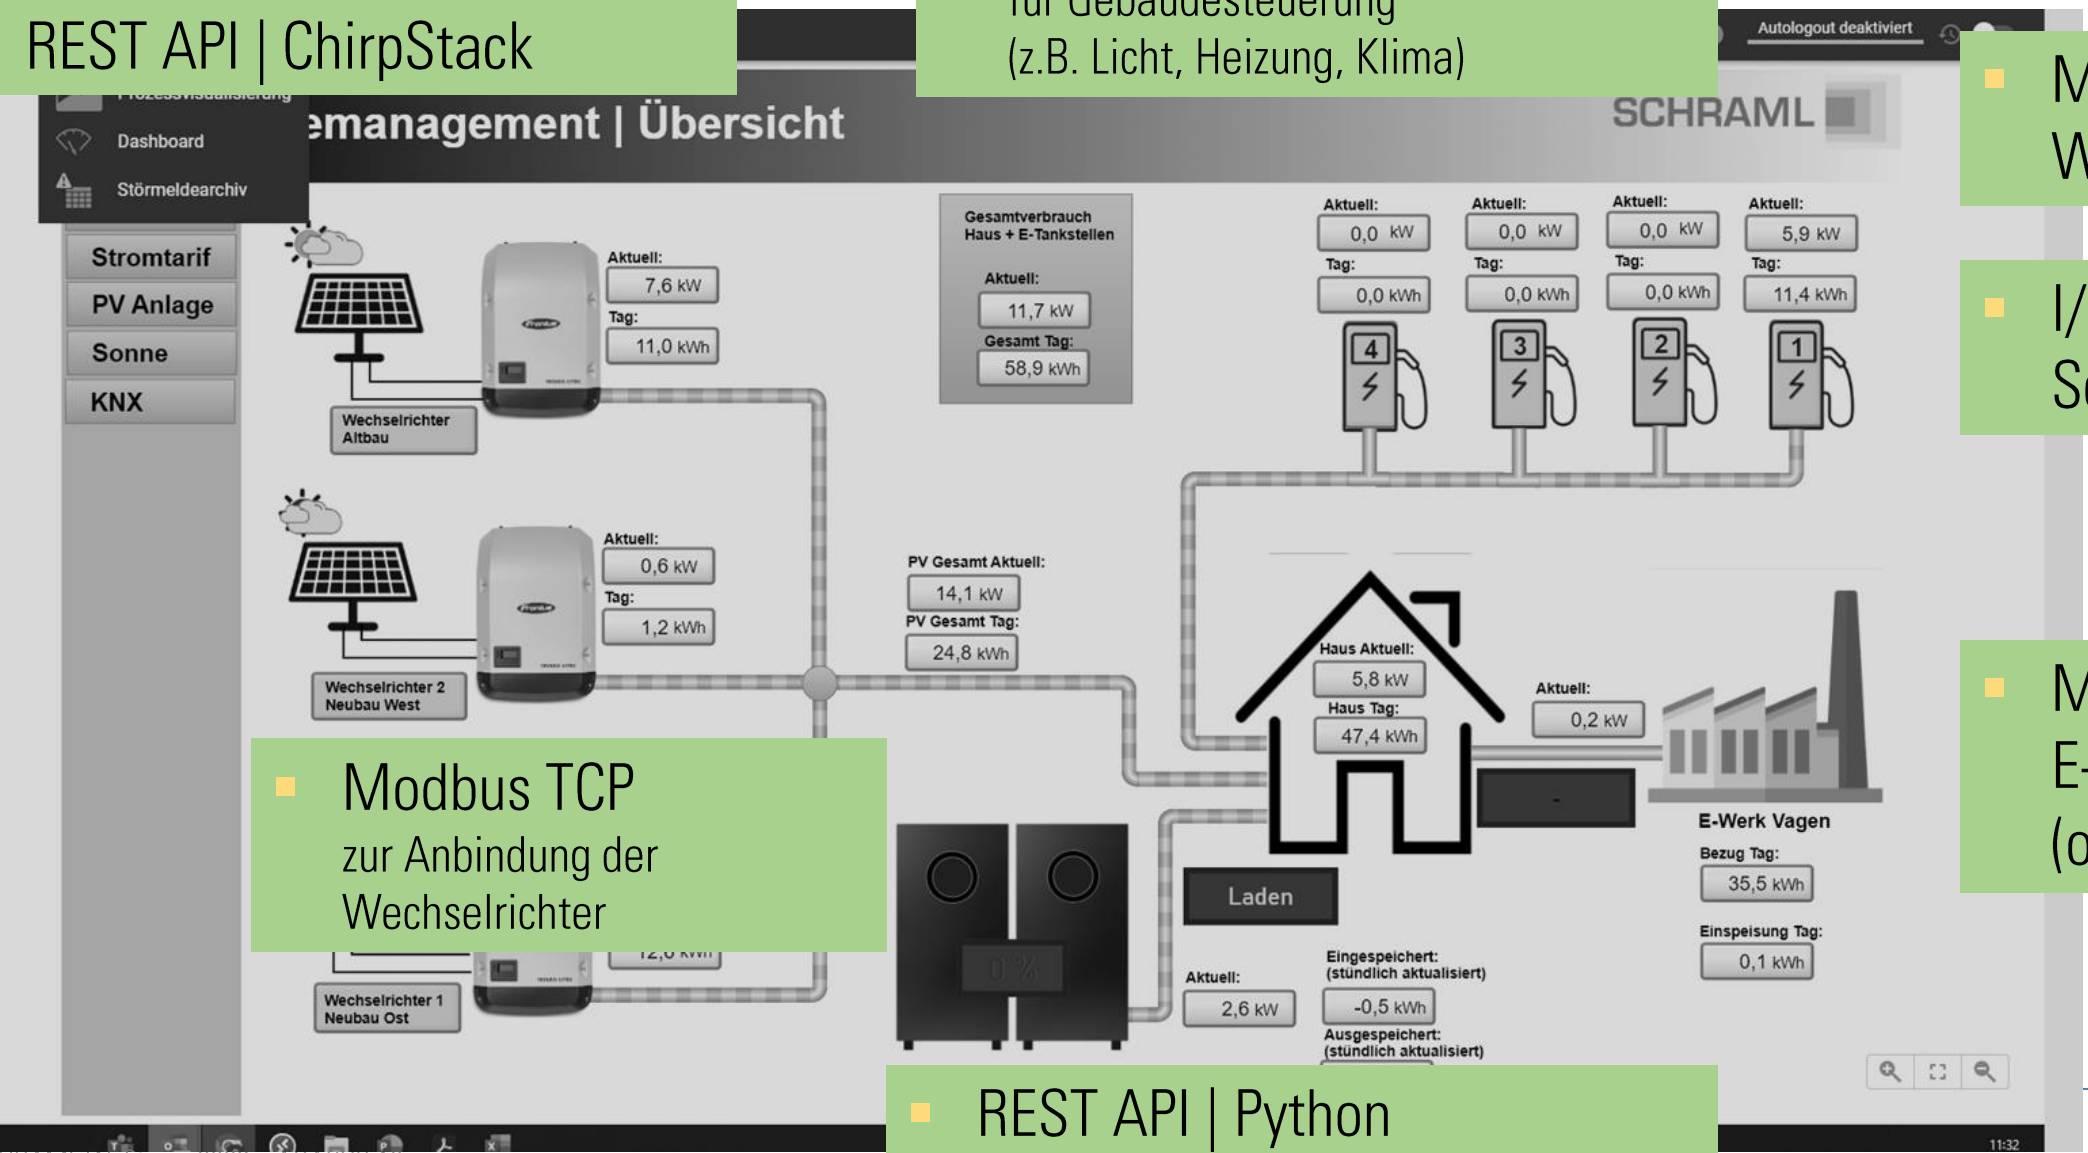 REST API | ChirpStack
für Gebäudesteuerung
(z.B. Licht, Heizung, Klima)
Autologout deaktiviert
Prozessvisualisierung
emanagement | Übersicht
SCHRAML
Dashboard
Störmeldearchiv
Stromtarif
PV Anlage
Sonne
KNX
Aktuell:
7,6 kW
Tag:
11,0 kWh
Fronius
Wechselrichter
Altbau
Gesamtverbrauch
Haus + E-Tankstellen
Aktuell:
11,7 kW
Gesamt Tag:
58,9 kWh
Aktuell:
0,0 kW
Tag:
0,0 kWh
4
Aktuell:
0,0 kW
Tag:
0,0 kWh
3
Aktuell:
0,0 kW
Tag:
0,0 kWh
2
Aktuell:
5,9 kW
Tag:
11,4 kWh
1
Aktuell:
0,6 kW
Tag:
1,2 kWh
Fronius
Wechselrichter 2
Neubau West
PV Gesamt Aktuell:
14,1 kW
PV Gesamt Tag:
24,8 kWh
Haus Aktuell:
5,8 kW
Haus Tag:
47,4 kWh
Aktuell:
0,2 kW
-
E-Werk Vagen
Bezug Tag:
35,5 kWh
Einspeisung Tag:
0,1 kWh
Modbus TCP
zur Anbindung der
Wechselrichter
12,6 kWh
Wechselrichter 1
Neubau Ost
0 %
Laden
Aktuell:
2,6 kW
Eingespeichert:
(stündlich aktualisiert)
-0,5 kWh
Ausgespeichert:
(stündlich aktualisiert)
REST API | Python
M
W
I/
S
M
E-
(o
11:32